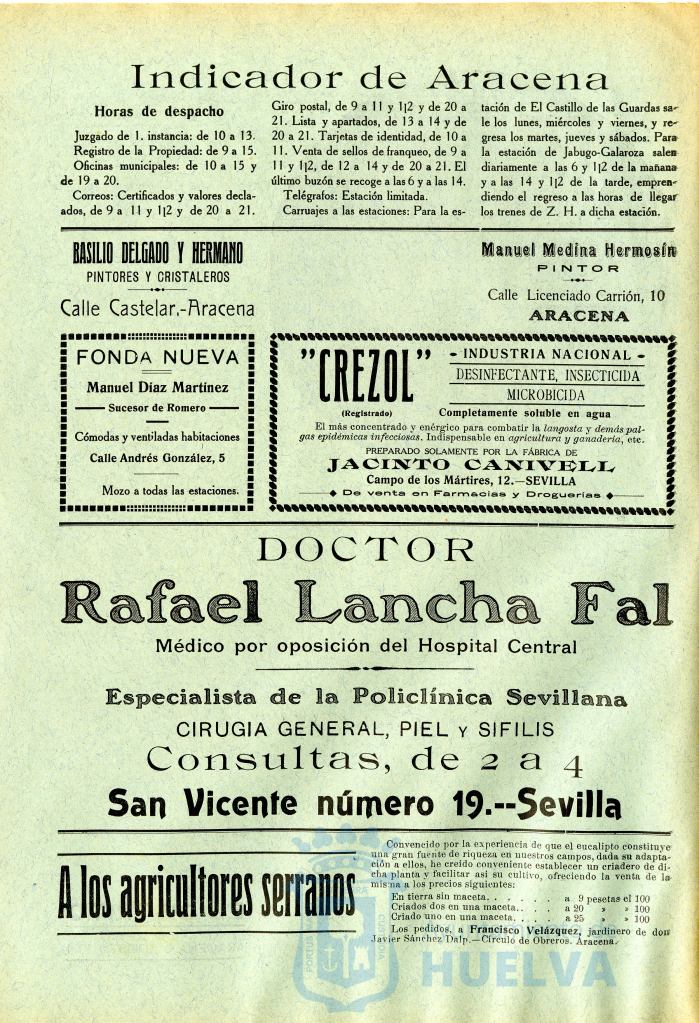 Indicador de Aracena
Horas de despacho
Juzgado de 1. instancia: de 10 a 13.
Registro de la Propiedad: de 9 a 15.
Oficinas municipales: de 10 a 15 y
de 19 a 20.
Correos: Certificados y valores decla-
ados, de 9 a 11 y 1|2 y de 20 a 21.
Giro postal, de 9 a 11 y 1|2 y de 20 a
21. Lista y apartados, de 13 a 14 y de
20 a 21. Tarjetas de identidad, de 10 a
11. Venta de sellos de franqueo, de 9 a
11 y 1|2, de 12 a 14 y de 20 a 21. El
último buzón se recoge a las 6 y a las 14.
Telégrafos: Estación limitada.
Carruajes a las estaciones: Para la es-
tación de El Castillo de las Guardas sa-
le los lunes, miércoles y viernes, y re-
gresa los martes, jueves y sábados. Para
la estación de Jabugo-Galaroza salen
diariamente a las 6 y 1|2 de la mañana
y a las 14 y 1|2 de la tarde, empren-
diendo el regreso a las horas de llegar
los trenes de Z. H. a dicha estación.
BASILIO DELGADO Y HERMANO
PINTORES Y CRISTALEROS
Calle Castelar.-Aracena
Manuel Medina Hermosín
PINTOR
Calle Licenciado Carrión, 10
ARACENA
FONDA NUEVA
Manuel Díaz Martínez
Sucesor de Romero
Cómodas y ventiladas habitaciones
Calle Andrés González, 5
Mozo a todas las estaciones.
"CREZOL"
(Registrado)
- INDUSTRIA NACIONAL -
DESINFECTANTE, INSECTICIDA
MICROBICIDA
Completamente soluble en agua
El más concentrado y enérgico para combatir la langosta y demás pal-
gas epidémicas infecciosas. Indispensable en agricultura y ganadería, etc.
PREPARADO SOLAMENTE POR LA FÁBRICA DE
JACINTO CANIVELL
Campo de los Mártires, 12.—SEVILLA
De venta en Farmacias y Droguerías
DOCTOR
Rafael Lancha Fal
Médico por oposición del Hospital Central
Especialista de la Policlínica Sevillana
CIRUGIA GENERAL, PIEL Y SIFILIS
Consultas, de 2 a 4
San Vicente número 19.--Sevilla
A los agricultores serranos
Convencido por la experiencia de que el eucalipto constituye
una gran fuente de riqueza en nuestros campos, dada su adapta-
ción a ellos, he creído conveniente establecer un criadero de di-
cha planta y facilitar así su cultivo, ofreciendo la venta de la
misma a los precios siguientes:
En tierra sin maceta. . . . . . a 9 pesetas el 100
Criados dos en una maceta. . . . a 20 » » 100
Criado uno en una maceta. . . . a 25 » » 100
Los pedidos, a Francisco Velázquez, jardinero de don
Javier Sánchez Dalp.—Círculo de Obreros. Aracena.
HUELVA